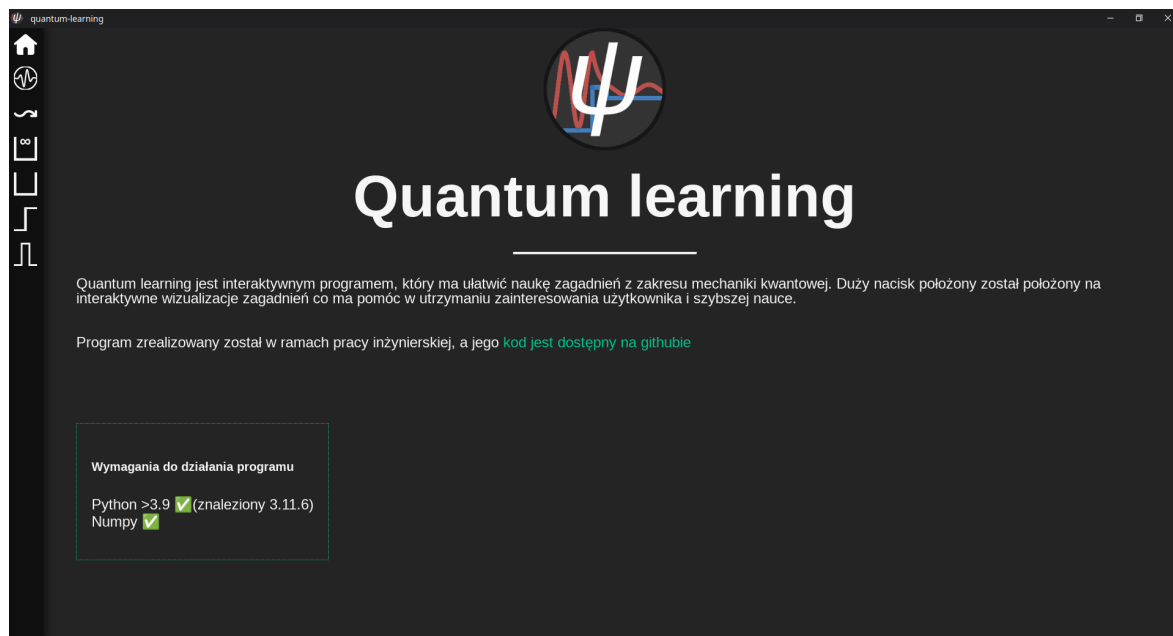 quantum-learning
ψ
Quantum learning
Quantum learning jest interaktywnym programem, który ma ułatwić naukę zagadnień z zakresu mechaniki kwantowej. Duży nacisk położony został położony na
interaktywne wizualizacje zagadnień co ma pomóc w utrzymaniu zainteresowania użytkownika i szybszej nauce.
Program zrealizowany został w ramach pracy inżynierskiej, a jego kod jest dostępny na githubie
Wymagania do działania programu
Python >3.9 ✅(znaleziony 3.11.6)
Numpy ✅